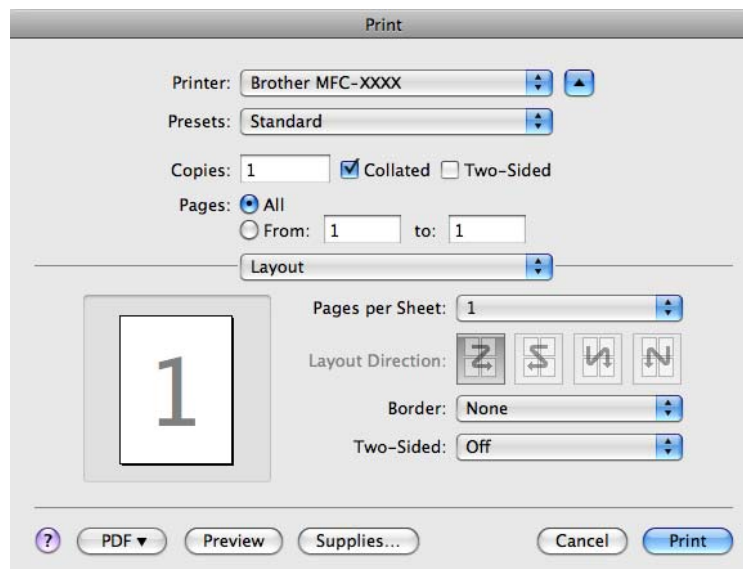 Print
Printer: Brother MFC-XXXX
Presets: Standard
Copies: 1 Collated Two-Sided
Pages: All
From: 1 to: 1
Layout
Pages per Sheet: 1
1
Layout Direction:
Border: None
Two-Sided: Off
? PDF Preview Supplies... Cancel Print